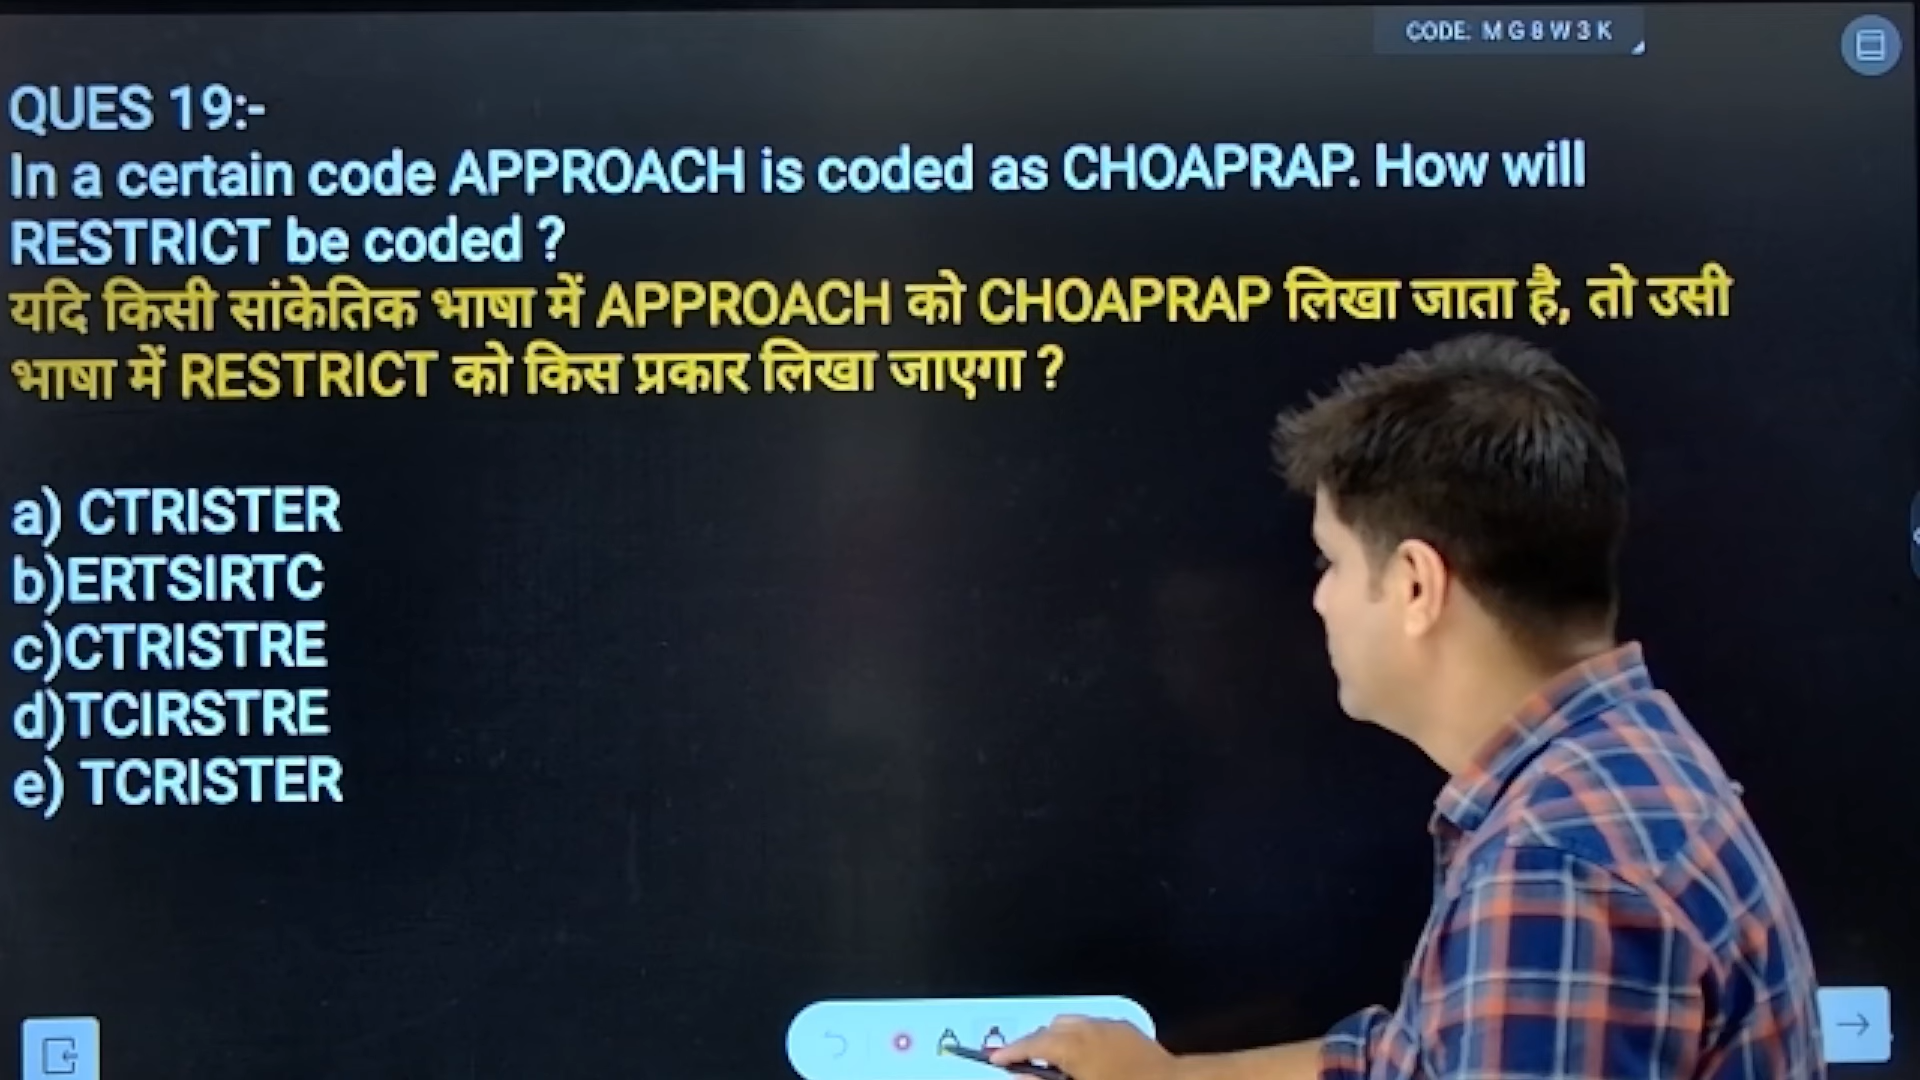 CODE: M G 8 W 3 K
QUES 19:-
In a certain code APPROACH is coded as CHOAPRAP. How will
RESTRICT be coded ?
यदि किसी सांकेतिक भाषा में APPROACH को CHOAPRAP लिखा जाता है, तो उसी
भाषा में RESTRICT को किस प्रकार लिखा जाएगा ?
a) CTRISTER
b)ERTSIRTC
c)CTRISTRE
d)TCIRSTRE
e) TCRISTER